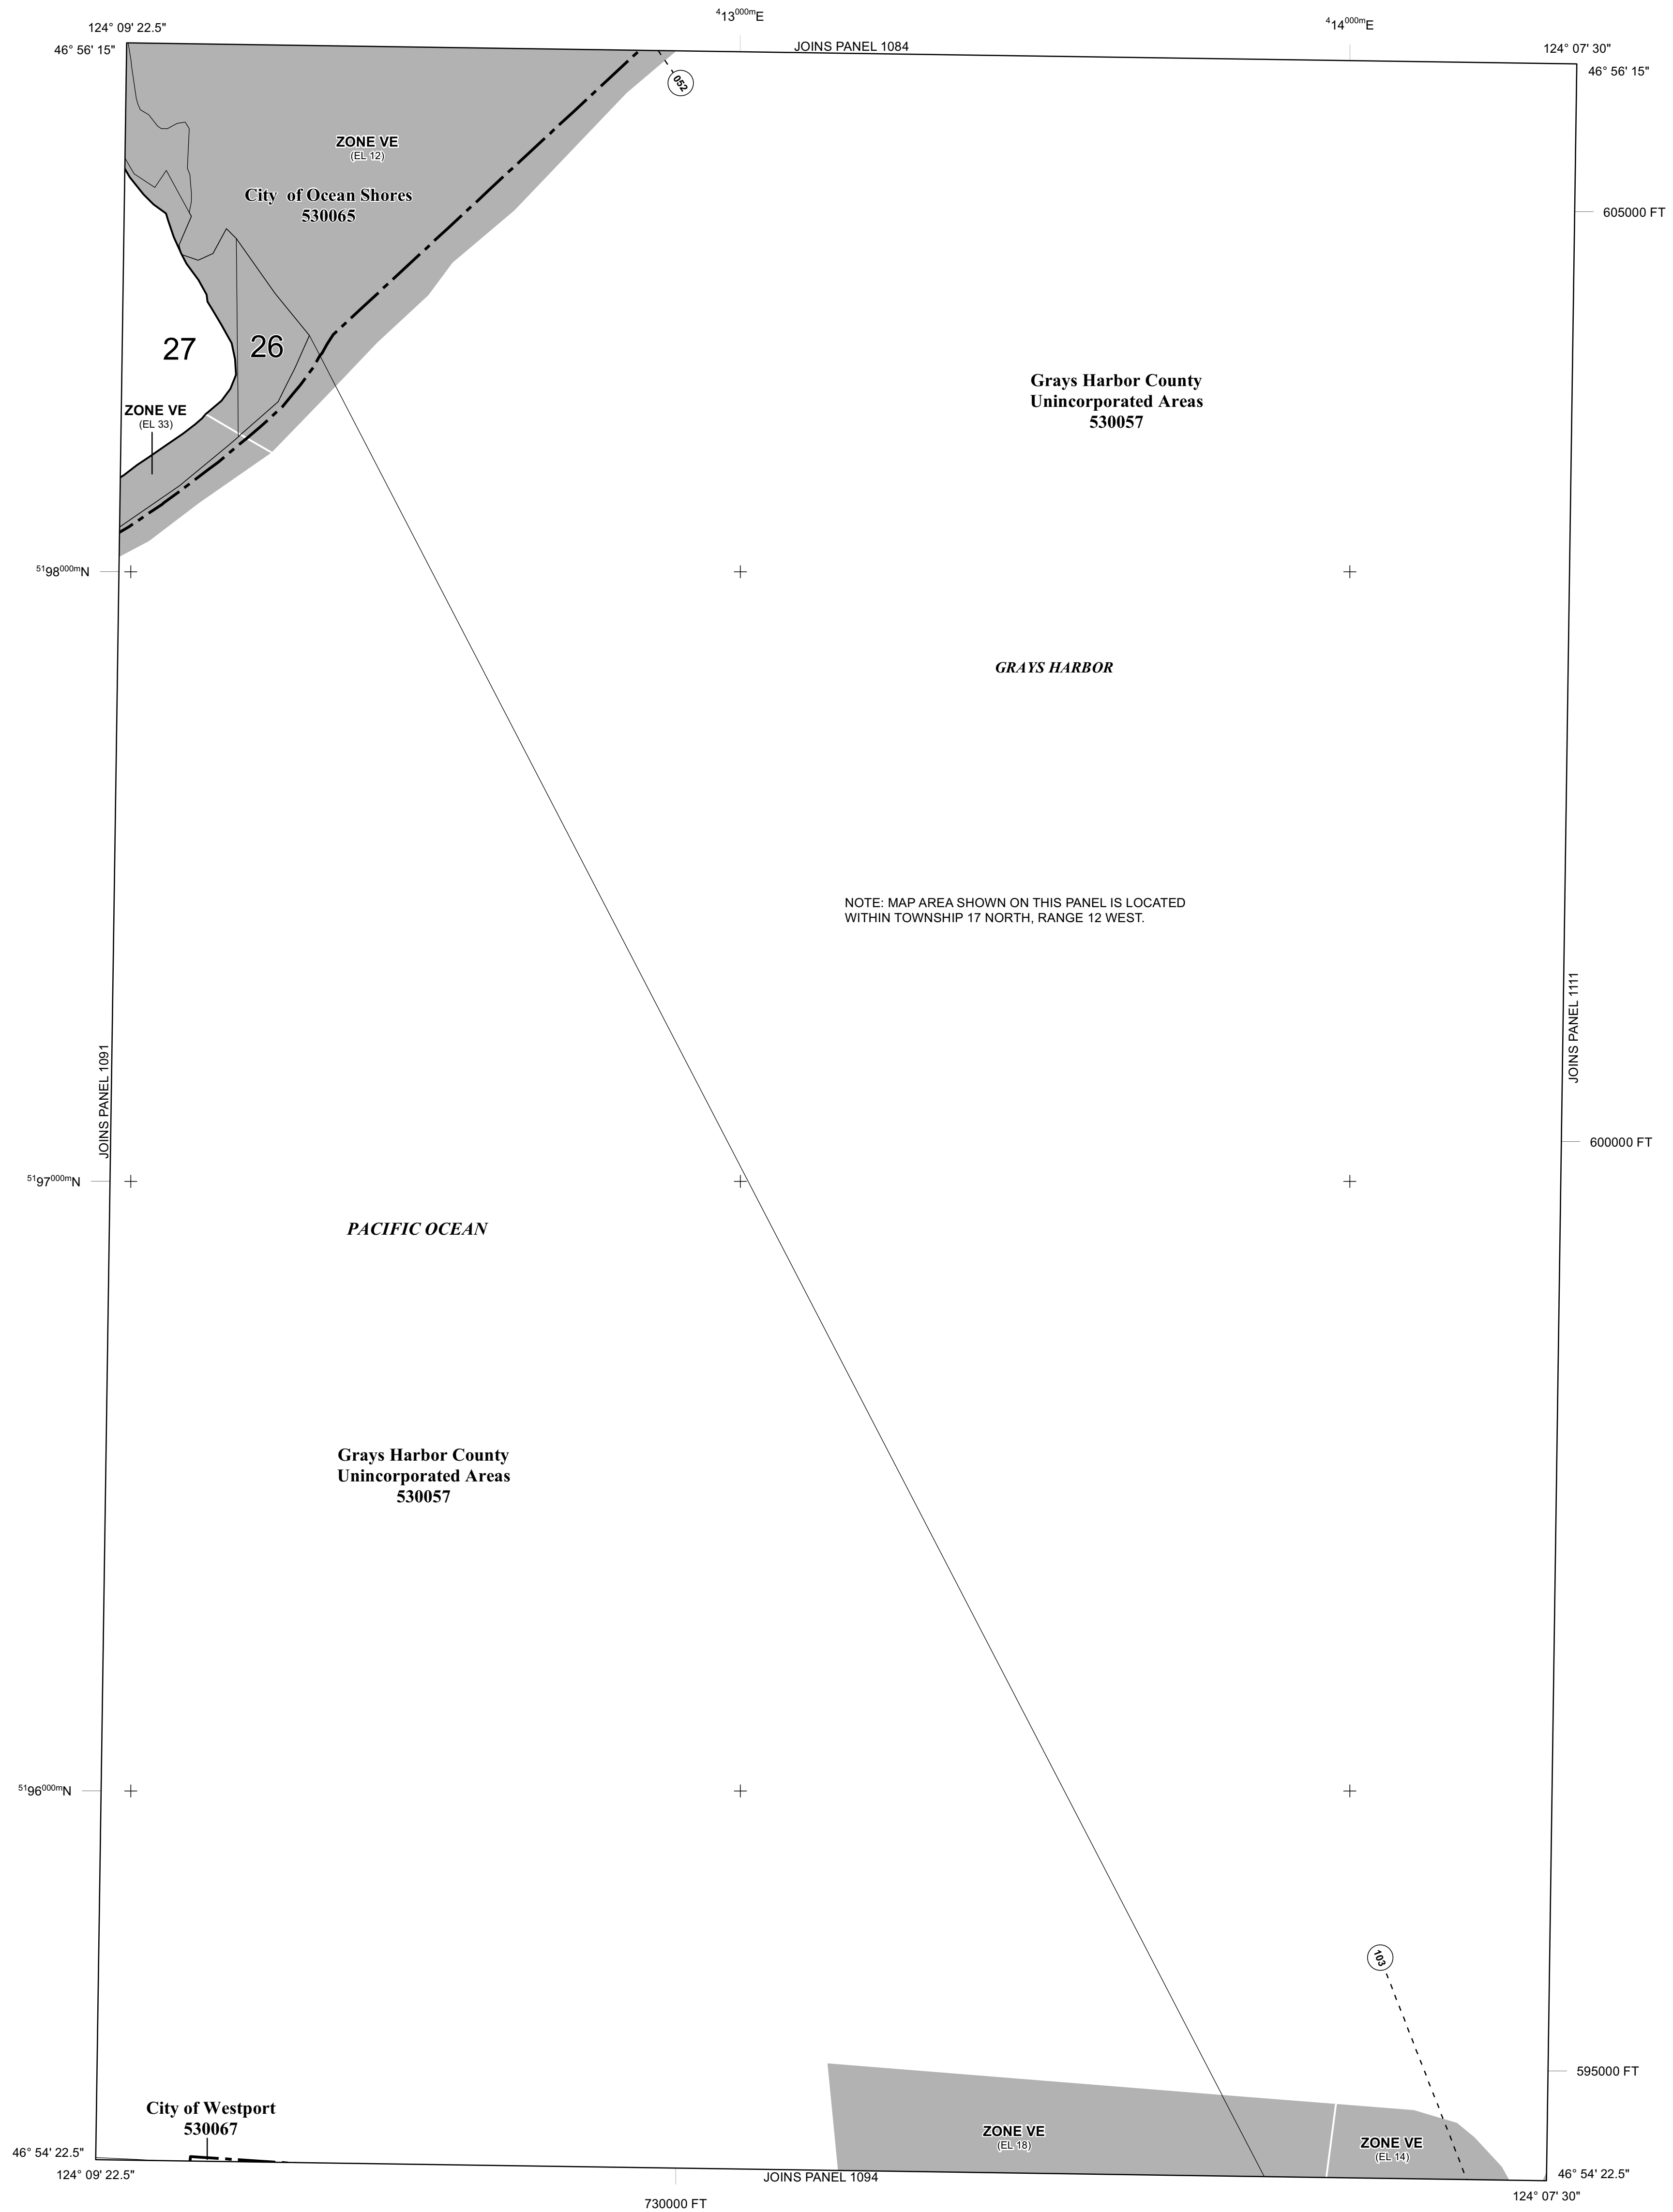 ⁴13⁰⁰⁰ᵐE
⁴14⁰⁰⁰ᵐE
124° 09' 22.5"
124° 07' 30"
46° 56' 15"
JOINS PANEL 1084
46° 56' 15"
052
ZONE VE
(EL 12)
City of Ocean Shores
530065
605000 FT
27
26
ZONE VE
(EL 33)
Grays Harbor County
Unincorporated Areas
530057
⁵¹98⁰⁰⁰ᵐN
GRAYS HARBOR
NOTE: MAP AREA SHOWN ON THIS PANEL IS LOCATED
WITHIN TOWNSHIP 17 NORTH, RANGE 12 WEST.
JOINS PANEL 1091
JOINS PANEL 1111
600000 FT
⁵¹97⁰⁰⁰ᵐN
PACIFIC OCEAN
Grays Harbor County
Unincorporated Areas
530057
⁵¹96⁰⁰⁰ᵐN
103
595000 FT
City of Westport
530067
ZONE VE
(EL 18)
ZONE VE
(EL 14)
46° 54' 22.5"
124° 09' 22.5"
JOINS PANEL 1094
46° 54' 22.5"
124° 07' 30"
730000 FT